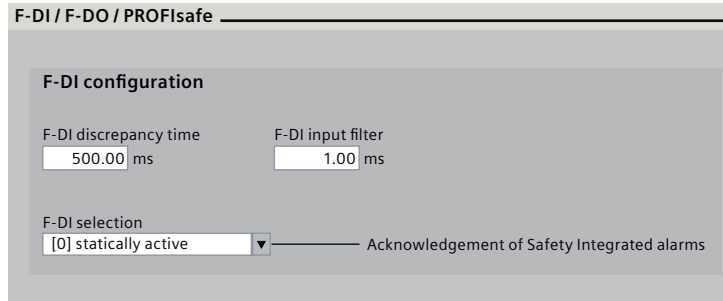 F-DI / F-DO / PROFIsafe
F-DI configuration
F-DI discrepancy time
F-DI input filter
500.00 ms
1.00 ms
F-DI selection
[0] statically active
Acknowledgement of Safety Integrated alarms